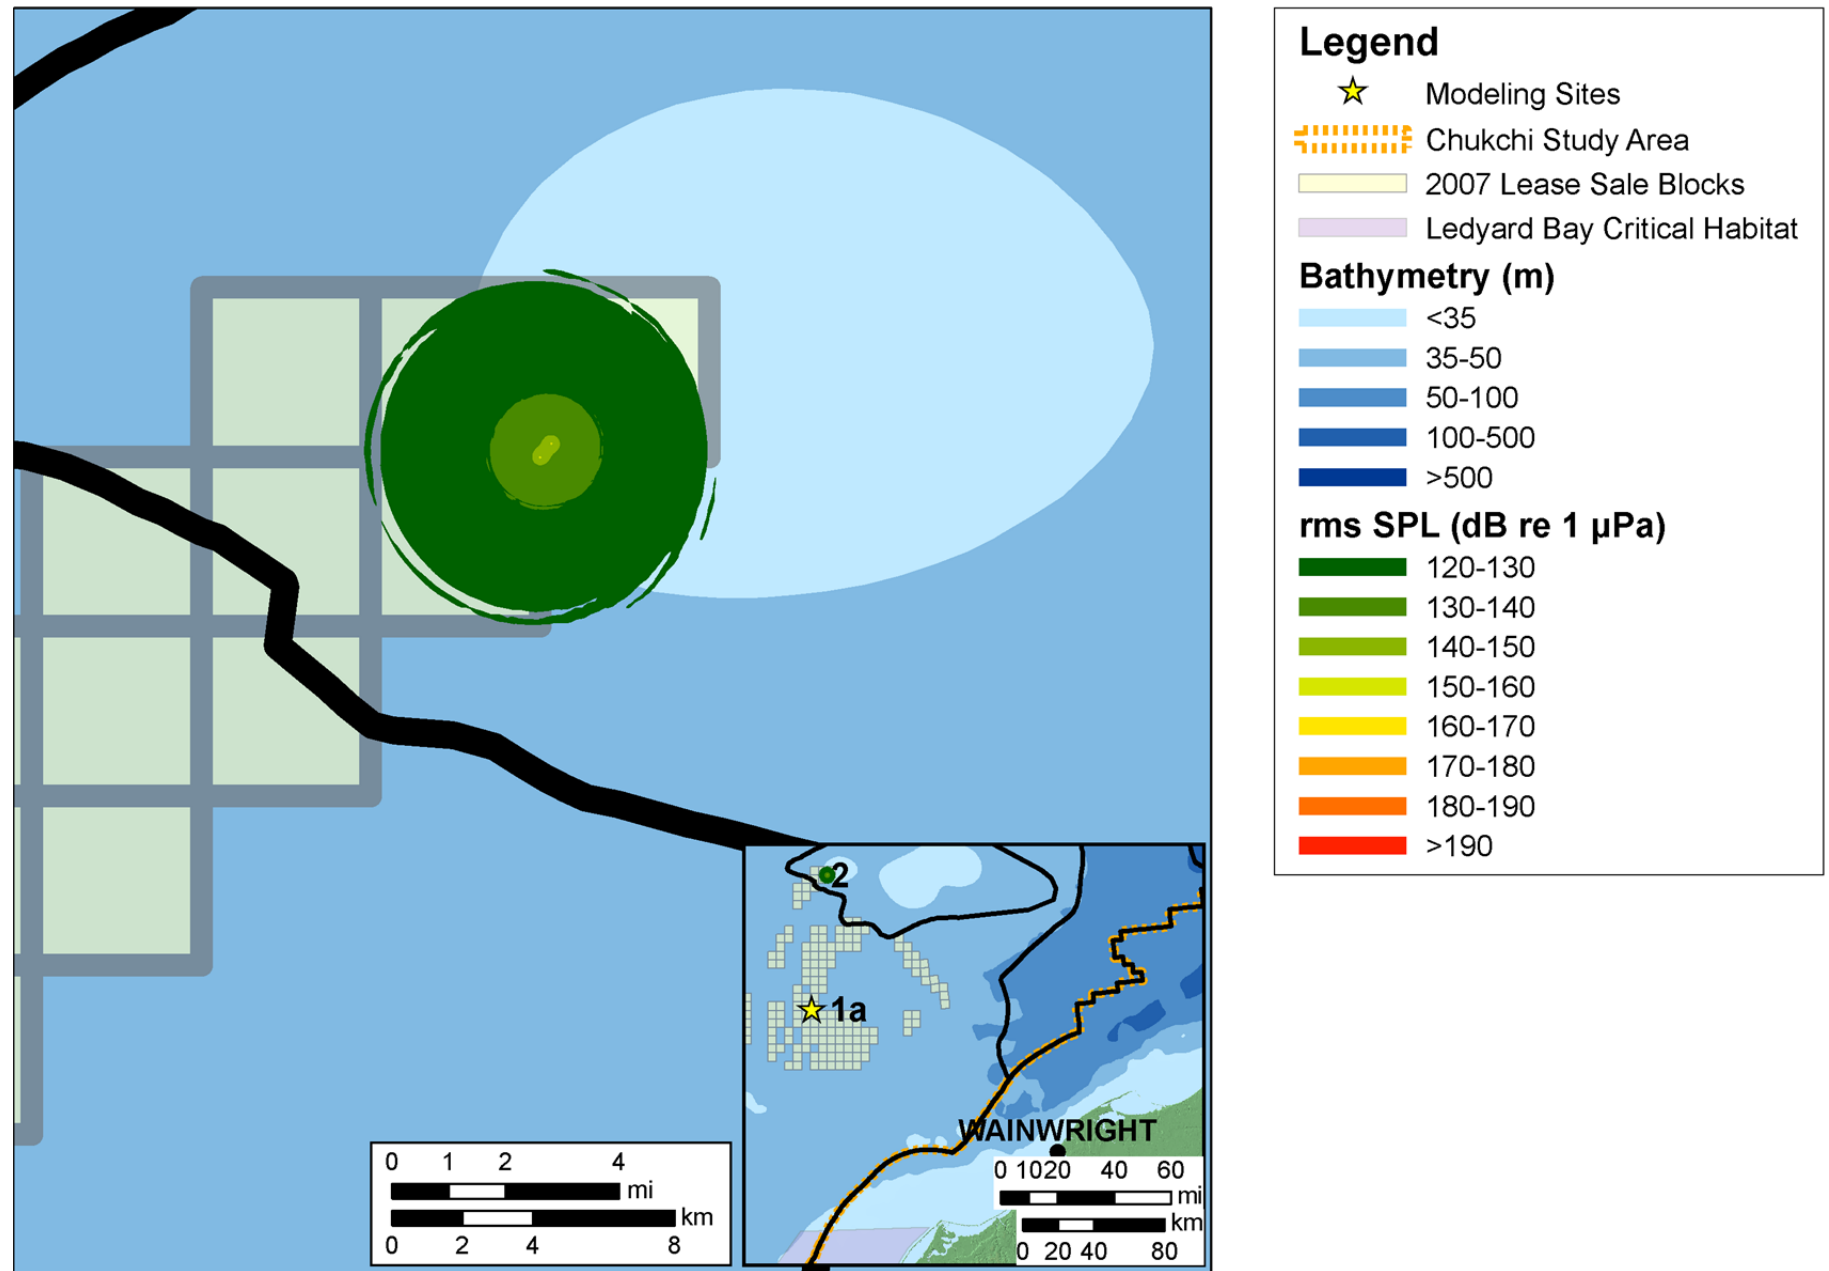 Legend
Modeling Sites
Chukchi Study Area
2007 Lease Sale Blocks
Ledyard Bay Critical Habitat
Bathymetry (m)
<35
35-50
50-100
100-500
>500
rms SPL (dB re 1 µPa)
120-130
130-140
140-150
150-160
160-170
170-180
180-190
>190
2
1a
WAINWRIGHT
0 10 20 40 60
mi
km
0 20 40 80
0 1 2 4
mi
km
0 2 4 8